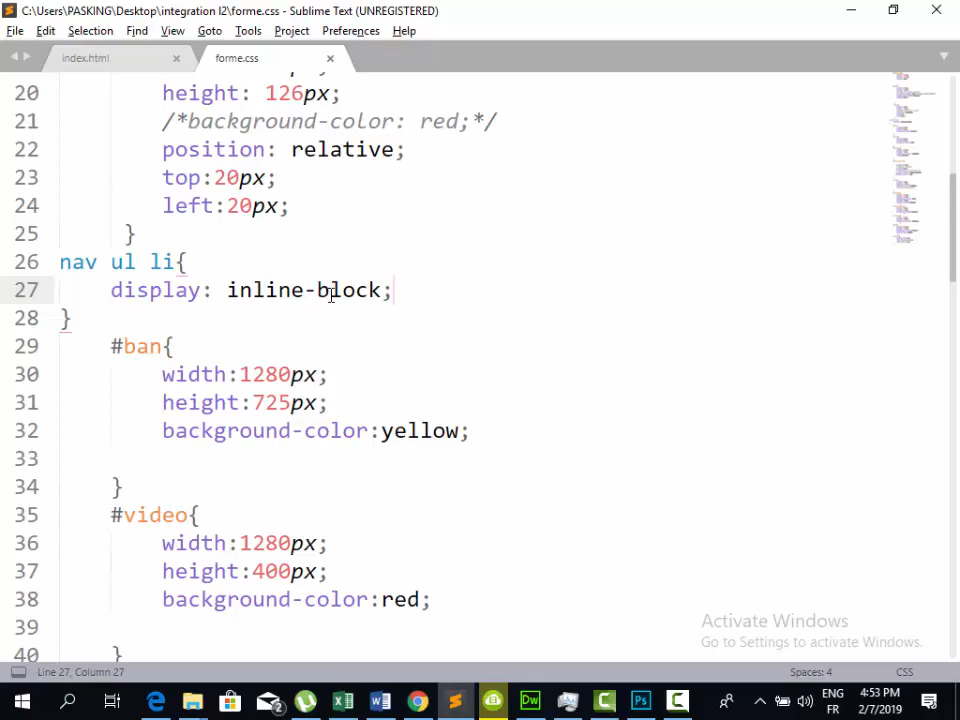 C:\Users\PASKING\Desktop\integration l2\forme.css - Sublime Text (UNREGISTERED)
File Edit Selection Find View Goto Tools Project Preferences Help
index.html forme.css
20 height: 126px;
21 /*background-color: red;*/
22 position: relative;
23 top:20px;
24 left:20px;
25 }
26 nav ul li{
27 display: inline-block;
28 }
29 #ban{
30 width:1280px;
31 height:725px;
32 background-color:yellow;
33
34 }
35 #video{
36 width:1280px;
37 height:400px;
38 background-color:red;
39
40 }
Activate Windows
Go to Settings to activate Windows.
Line 27, Column 27 Spaces: 4 CSS
ENG 4:53 PM
FR 2/7/2019